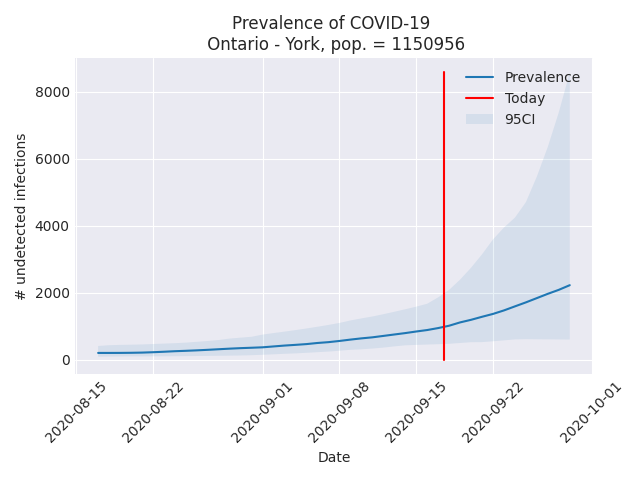 Prevalence of COVID-19
Ontario - York, pop. = 1150956
Prevalence
Today
95CI
# undetected infections
8000
6000
4000
2000
0
2020-08-15
2020-08-22
2020-09-01
2020-09-08
2020-09-15
2020-09-22
2020-10-01
Date